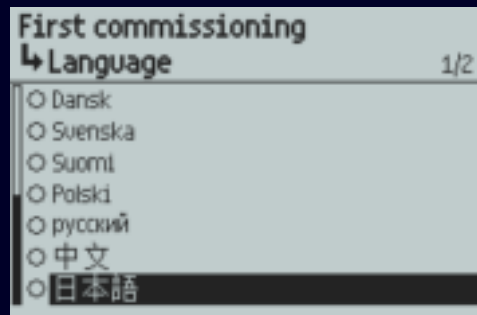 First commissioning
↳ Language 1/2
Dansk
Svenska
Suomi
Polski
русский
中文
日本語